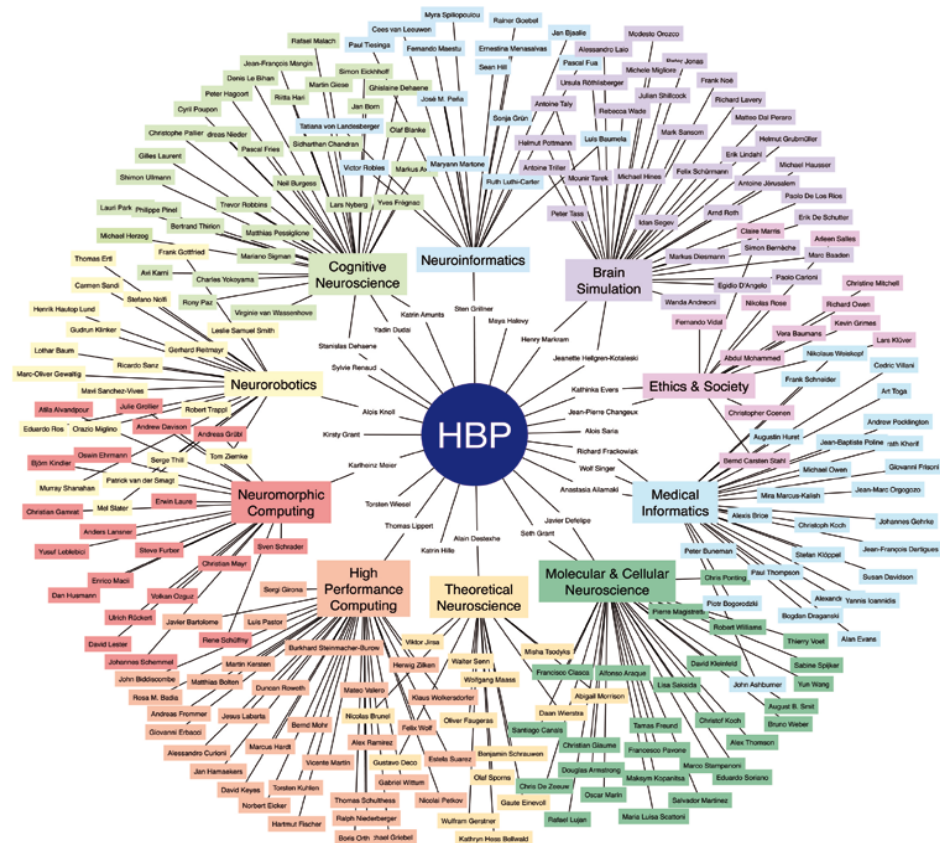 Myra Spiliopoulou
Rainer Goebel
Cees van Leeuwen
Jan Bjaalie
Modesto Orozco
Rafael Malach
Paul Tiesinga
Fernando Maestu
Ernestina Menasalvas
Alessandro Laio
Jean-François Mangin
Sean Hill
Pascal Fua
Michele Migliore
Denis Le Bihan
Simon Eickhoff
Ursula Röthlisberger
Frank Noé
Peter Hagoort
Riitta Hari
Martin Giese
Ghislaine Dehaene
José M. Peña
Julian Shillcock
Richard Lavery
Cyril Poupon
Jan Born
Antoine Taly
Rebecca Wade
Matteo Dal Peraro
Christophe Pallier
Tatiana von Landesberger
Olaf Blanke
Sonja Grün
Mark Sansom
Helmut Grubmüller
Pascal Fries
Sidharthan Chandran
Helmut Pottmann
Luis Baumela
Erik Lindahl
Gilles Laurent
Victor Robles
Maryann Martone
Antoine Triller
Mounir Tarek
Michael Hines
Felix Schürmann
Michael Hausser
Shimon Ullmann
Neil Burgess
Ruth Luthi-Carter
Antoine Jérusalem
Paolo De Los Rios
Lauri Park
Philippe Pinel
Trevor Robbins
Lars Nyberg
Yves Frégnac
Peter Tass
Idan Segev
Arnd Roth
Erik De Schutter
Bertrand Thirion
Matthias Pessiglione
Claire Marris
Arleen Salles
Michael Herzog
Mariano Sigman
Simon Bernèche
Marc Baaden
Thomas Ertl
Frank Gottfried
Avi Karni
Charles Yokoyama
Cognitive
Neuroscience
Neuroinformatics
Brain
Simulation
Markus Diesmann
Egidio D'Angelo
Paolo Carloni
Carmen Sandi
Stefano Nolfi
Rony Paz
Virginie van Wassenhove
Katrin Amunts
Sten Grillner
Wanda Andreoni
Nikolas Rose
Christine Mitchell
Henrik Hautop Lund
Leslie Samuel Smith
Yadin Dudai
Maya Halevy
Fernando Vidal
Richard Owen
Gudrun Klinker
Gerhard Reitmayr
Stanislas Dehaene
Henry Markram
Vera Baumans
Kevin Grimes
Lothar Baum
Ricardo Sanz
Sylvie Renaud
Jeanette Hellgren-Kotaleski
Abdul Mohammed
Nikolaus Weiskopf
Lars Klüver
Marc-Oliver Gewaltig
Mavi Sanchez-Vives
Neurorobotics
Kathinka Evers
Ethics & Society
Frank Schneider
Cedric Villani
Atila Alvandpour
Julie Grollier
Robert Trappl
Alois Knoll
HBP
Jean-Pierre Changeux
Christopher Coenen
Art Toga
Eduardo Ros
Orazio Miglino
Andrew Davison
Andreas Grübl
Kirsty Grant
Alois Saria
Augustin Hurst
Andrew Pocklington
Oswin Ehrmann
Serge Thill
Tom Ziemke
Karlheinz Meier
Richard Frackowiak
Bernd Carsten Stahl
Jean-Baptiste Poline
Björn Kindler
Patrick van der Smagt
Wolf Singer
Michael Owen
Giovanni Frisoni
Murray Shanahan
Mel Slater
Neuromorphic
Computing
Torsten Wiesel
Anastasia Ailamaki
Medical
Informatics
Mira Marcus-Kalish
Jean-Marc Orgogozo
Christian Gamrat
Erwin Laure
Thomas Lippert
Javier Defelipe
Alexis Brice
Christoph Koch
Johannes Gehrke
Anders Lansner
Steve Furber
Sven Schrader
Katrin Hille
Alain Destexhe
Seth Grant
Peter Buneman
Stefan Klöppel
Jean-François Dartigues
Yusuf Leblebici
Christian Mayr
High
Performance
Computing
Theoretical
Neuroscience
Molecular & Cellular
Neuroscience
Chris Ponting
Paul Thompson
Susan Davidson
Enrico Macii
Dan Husmann
Volkan Ozguz
Sergi Girona
Pierre Magistretti
Piotr Bogorodzki
Yannis Ioannidis
Ulrich Rückert
Javier Bartolome
Luis Pastor
Robert Williams
Bogdan Draganski
Alan Evans
David Lester
Rene Schüffny
Viktor Jirsa
Misha Tsodyks
Thierry Voet
Johannes Schemmel
Burkhard Steinmacher-Burow
Walter Senn
David Kleinfeld
Sabine Spijker
John Biddiscombe
Martin Kersten
Herwig Zilken
Wolfgang Maass
Francisco Clasca
Alfonso Araque
Lisa Saksida
Yun Wang
Rosa M. Badia
Matthias Bolten
Duncan Roweth
Mateo Valero
Klaus Wolkersdorfer
Abigail Morrison
John Ashburner
August B. Smit
Andreas Frommer
Jesus Labarta
Nicolas Brunel
Oliver Faugeras
Daan Wierstra
Santiago Canals
Tamas Freund
Christof Koch
Bruno Weber
Giovanni Erbacci
Bernd Mohr
Felix Wolf
Christian Giaume
Francesco Pavone
Alex Thomson
Alessandro Curioni
Marcus Hardt
Alex Ramirez
Estela Suarez
Benjamin Schrauwen
Douglas Armstrong
Marco Stampanoni
Jan Hamaekers
Vicente Martin
Gustavo Deco
Olaf Sporns
Maksym Kopanitsa
Eduardo Soriano
David Keyes
Torsten Kuhlen
Gabriel Wittum
Chris De Zeeuw
Oscar Marin
Salvador Martinez
Norbert Eicker
Thomas Schulthess
Nicolai Petkov
Gaute Einevoll
Rafael Lujan
Maria Luisa Scattoni
Hartmut Fischer
Ralph Niederberger
Wulfram Gerstner
Boris Orth
Kathryn Hess Bellwald